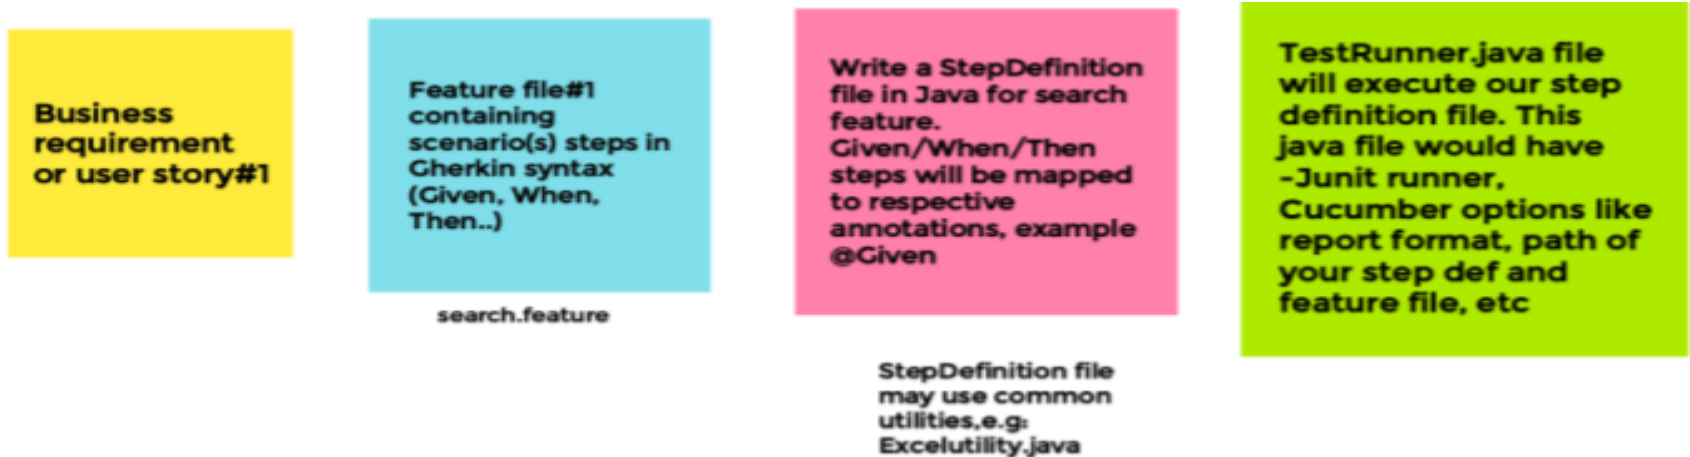 Business
requirement
or user story#1
Feature file#1
containing
scenario(s) steps in
Gherkin syntax
(Given, When,
Then..)
search.feature
Write a StepDefinition
file in Java for search
feature.
Given/When/Then
steps will be mapped
to respective
annotations, example
@Given
StepDefinition file
may use common
utilities,e.g:
Excelutility.java
TestRunner.java file
will execute our step
definition file. This
java file would have
-Junit runner,
Cucumber options like
report format, path of
your step def and
feature file, etc